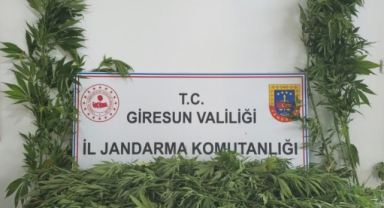 T.C.
GİRESUN VALİLİĞİ
İL JANDARMA KOMUTANLIĞI